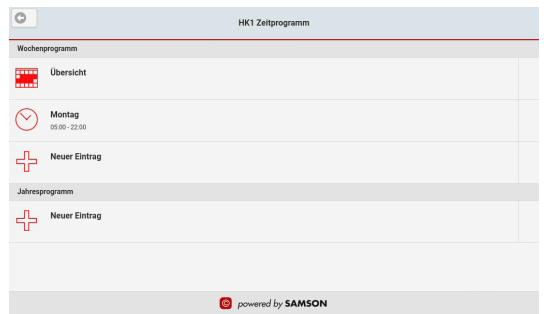 HK1 Zeitprogramm
Wochenprogramm
Übersicht
Montag
05:00 - 22:00
Neuer Eintrag
Jahresprogramm
Neuer Eintrag
© powered by SAMSON